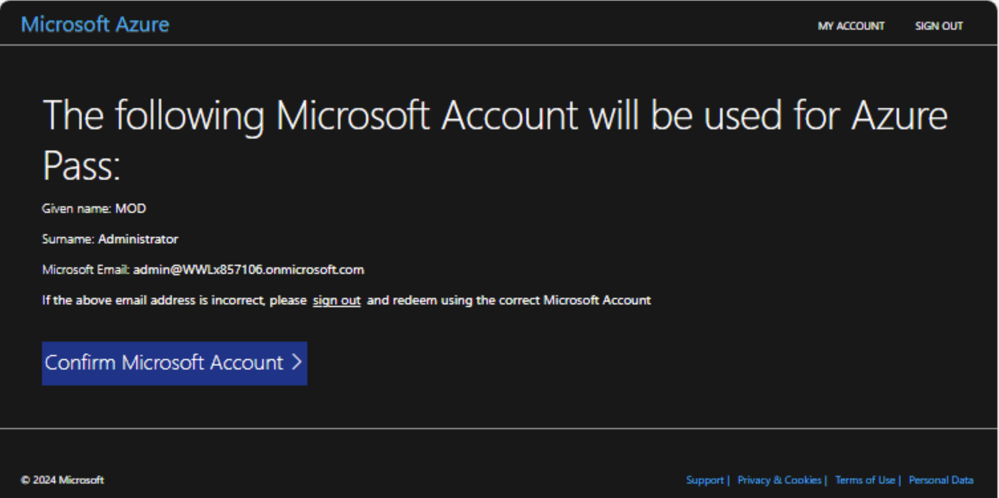 Microsoft Azure
MY ACCOUNT
SIGN OUT
The following Microsoft Account will be used for Azure
Pass:
Given name: MOD
Surname: Administrator
Microsoft Email: admin@WWLx857106.onmicrosoft.com
If the above email address is incorrect, please sign out and redeem using the correct Microsoft Account
Confirm Microsoft Account >
© 2024 Microsoft
Support | Privacy & Cookies | Terms of Use | Personal Data